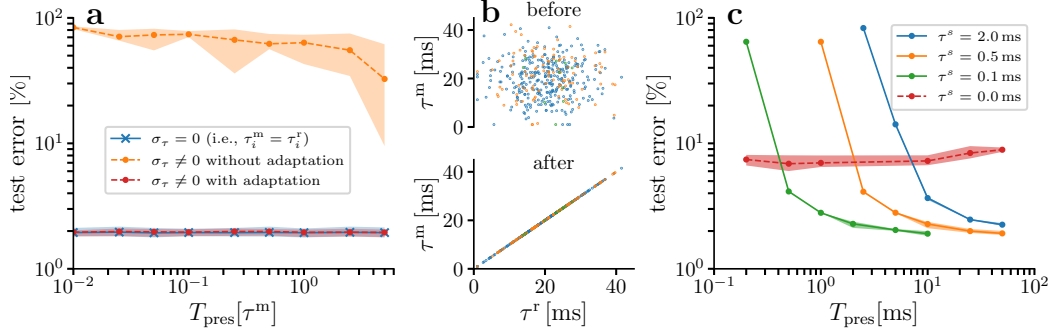 a
10²
10¹
10⁰
test error [%]
σ_τ = 0 (i.e., τ_i^m = τ_i^r)
σ_τ ≠ 0 without adaptation
σ_τ ≠ 0 with adaptation
10⁻² 10⁻¹ 10⁰
T_pres[τ^m]
b
before
40
20
0
τ^m [ms]
after
40
20
0
τ^m [ms]
0 20 40
τ^r [ms]
c
10²
10¹
10⁰
test error [%]
τ^s = 2.0 ms
τ^s = 0.5 ms
τ^s = 0.1 ms
τ^s = 0.0 ms
10⁻¹ 10⁰ 10¹ 10²
T_pres[ms]